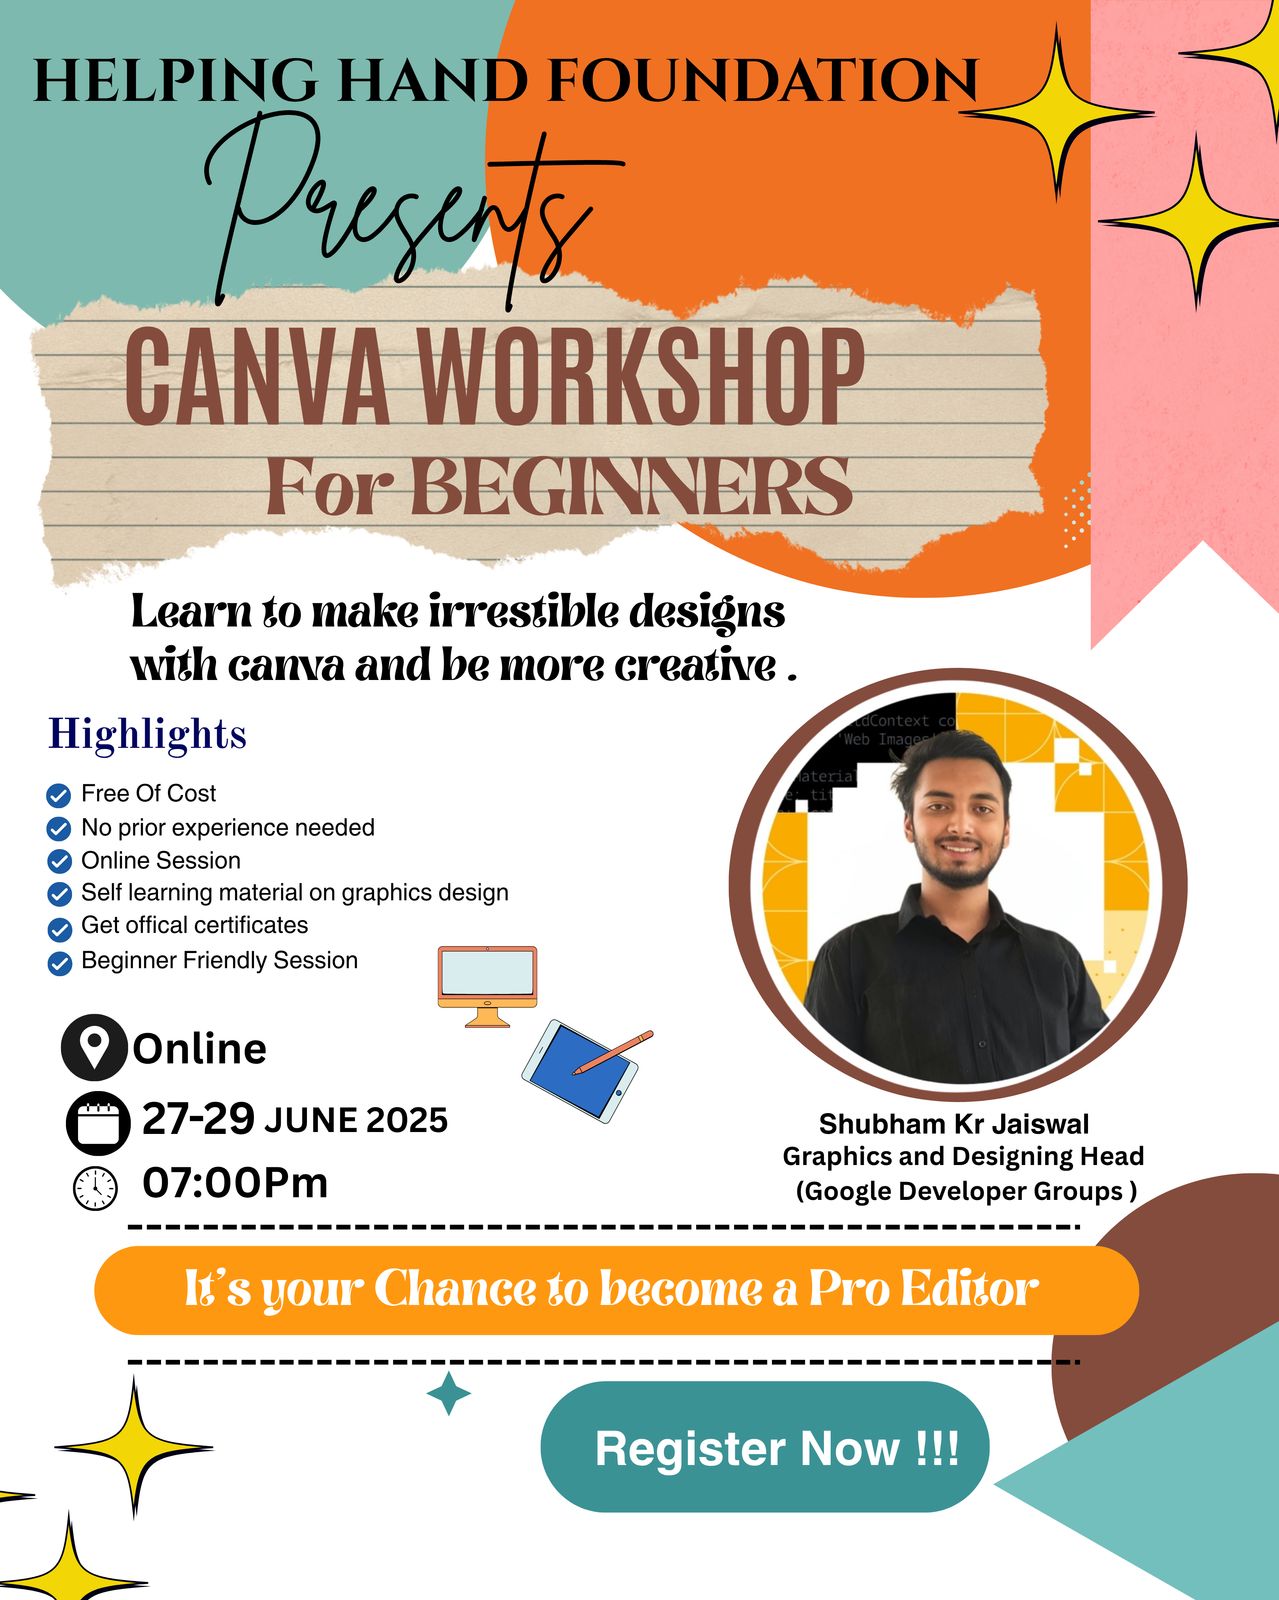 HELPING HAND FOUNDATION
Presents
CANVA WORKSHOP
For BEGINNERS
Learn to make irrestible designs
with canva and be more creative .
Highlights
Free Of Cost
No prior experience needed
Online Session
Self learning material on graphics design
Get offical certificates
Beginner Friendly Session
Online
27-29 JUNE 2025
07:00Pm
Shubham Kr Jaiswal
Graphics and Designing Head
(Google Developer Groups )
It's your Chance to become a Pro Editor
Register Now !!!